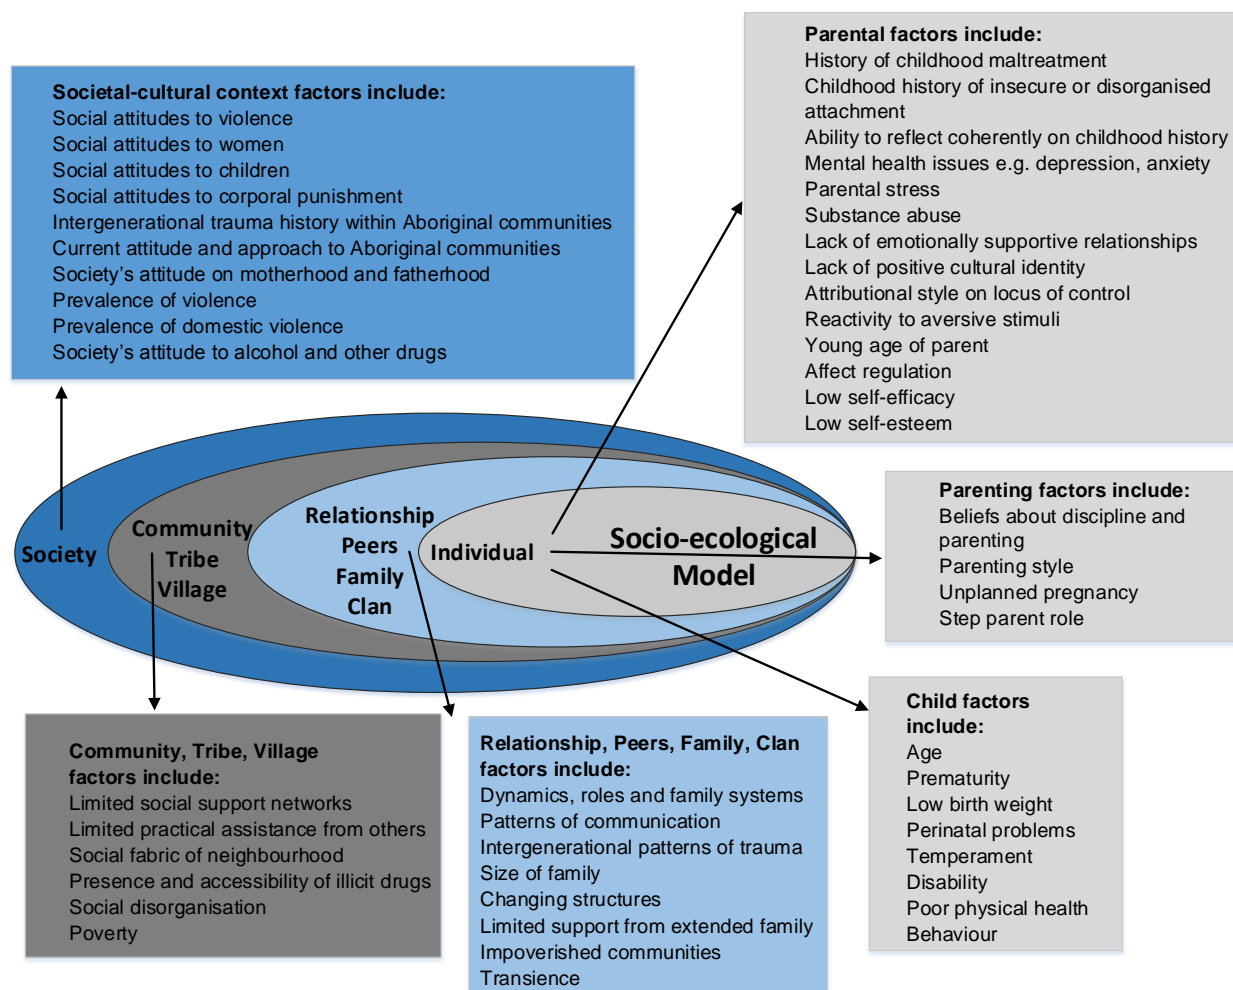 Societal-cultural context factors include:
Social attitudes to violence
Social attitudes to women
Social attitudes to children
Social attitudes to corporal punishment
Intergenerational trauma history within Aboriginal communities
Current attitude and approach to Aboriginal communities
Society's attitude on motherhood and fatherhood
Prevalence of violence
Prevalence of domestic violence
Society's attitude to alcohol and other drugs
Parental factors include:
History of childhood maltreatment
Childhood history of insecure or disorganised
attachment
Ability to reflect coherently on childhood history
Mental health issues e.g. depression, anxiety
Parental stress
Substance abuse
Lack of emotionally supportive relationships
Lack of positive cultural identity
Attributional style on locus of control
Reactivity to aversive stimuli
Young age of parent
Affect regulation
Low self-efficacy
Low self-esteem
Society
Community
Tribe
Village
Relationship
Peers
Family
Clan
Individual
Socio-ecological
Model
Parenting factors include:
Beliefs about discipline and
parenting
Parenting style
Unplanned pregnancy
Step parent role
Community, Tribe, Village
factors include:
Limited social support networks
Limited practical assistance from others
Social fabric of neighbourhood
Presence and accessibility of illicit drugs
Social disorganisation
Poverty
Relationship, Peers, Family, Clan
factors include:
Dynamics, roles and family systems
Patterns of communication
Intergenerational patterns of trauma
Size of family
Changing structures
Limited support from extended family
Impoverished communities
Transience
Child factors
include:
Age
Prematurity
Low birth weight
Perinatal problems
Temperament
Disability
Poor physical health
Behaviour